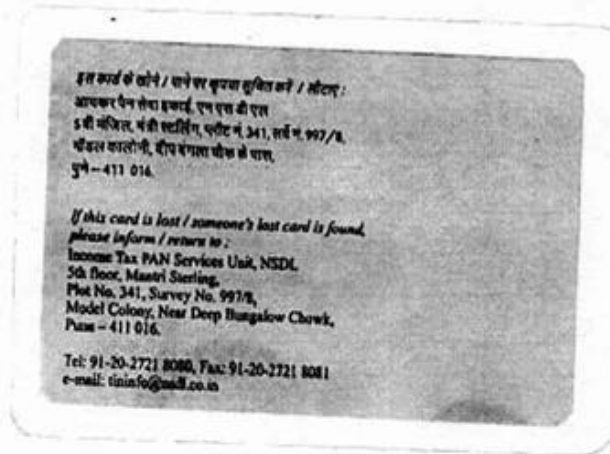 इस कार्ड के खोने / पाने पर कृपया सूचित करें / लौटाएं :
आयकर पैन सेवा इकाई, एन एस डी एल
5 वी मंजिल, मंत्री स्टर्लिंग, प्लॉट नं. 341, सर्वे नं. 997/8,
मॉडल कालोनी, दीप बंगला चौक के पास,
पुणे – 411 016.
If this card is lost / someone's lost card is found,
please inform / return to :
Income Tax PAN Services Unit, NSDL
5th floor, Mantri Sterling,
Plot No. 341, Survey No. 997/8,
Model Colony, Near Deep Bungalow Chowk,
Pune – 411 016.
Tel: 91-20-2721 8080, Fax: 91-20-2721 8081
e-mail: tininfo@nsdl.co.in